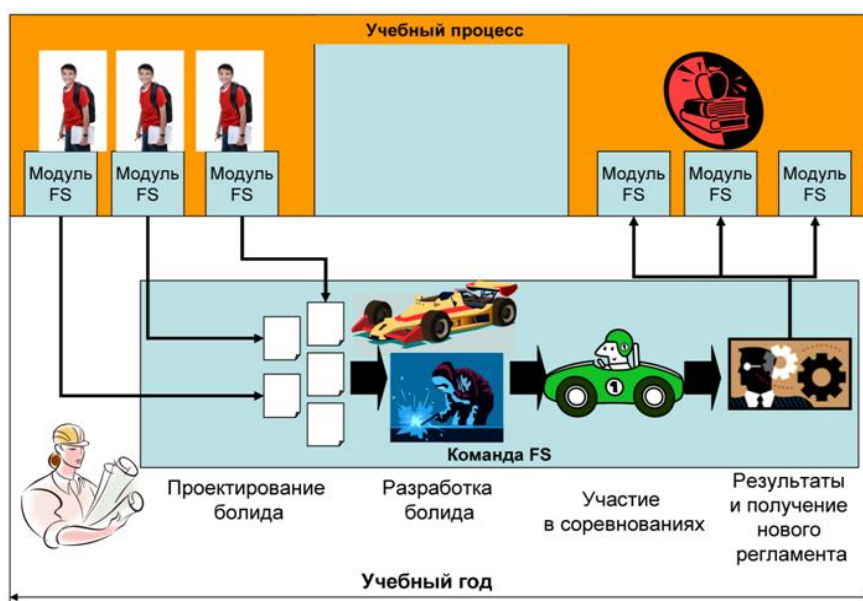 Учебный процесс
Модуль
FS
Модуль
FS
Модуль
FS
Модуль
FS
Модуль
FS
Модуль
FS
1
Команда FS
Проектирование
болида
Разработка
болида
Участие
в соревнованиях
Результаты
и получение
нового
регламента
Учебный год